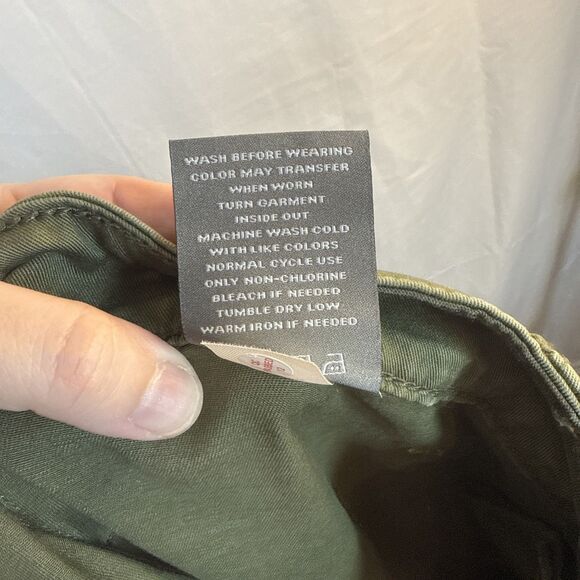 WASH BEFORE WEARING
COLOR MAY TRANSFER
WHEN WORN
TURN GARMENT
INSIDE OUT
MACHINE WASH COLD
WITH LIKE COLORS
NORMAL CYCLE USE
ONLY NON-CHLORINE
BLEACH IF NEEDED
TUMBLE DRY LOW
WARM IRON IF NEEDED